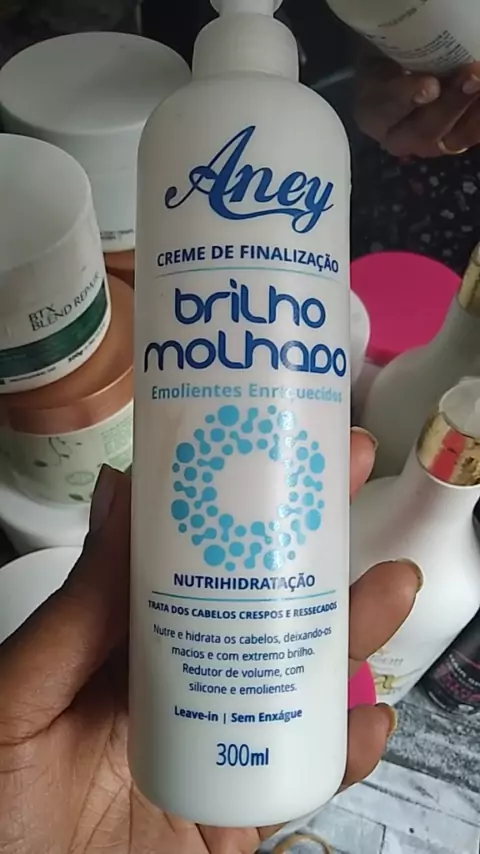 Aney
CREME DE FINALIZAÇÃO
brilho
molhado
Emolientes Enriquecidos
NUTRIHIDRATAÇÃO
TRATA DOS CABELOS CRESPOS E RESSECADOS
Nutre e hidrata os cabelos, deixando-os
macios e com extremo brilho.
Redutor de volume, com
silicone e emolientes.
Leave-in | Sem Enxágue
300ml
BTX
BLEND REPAIR